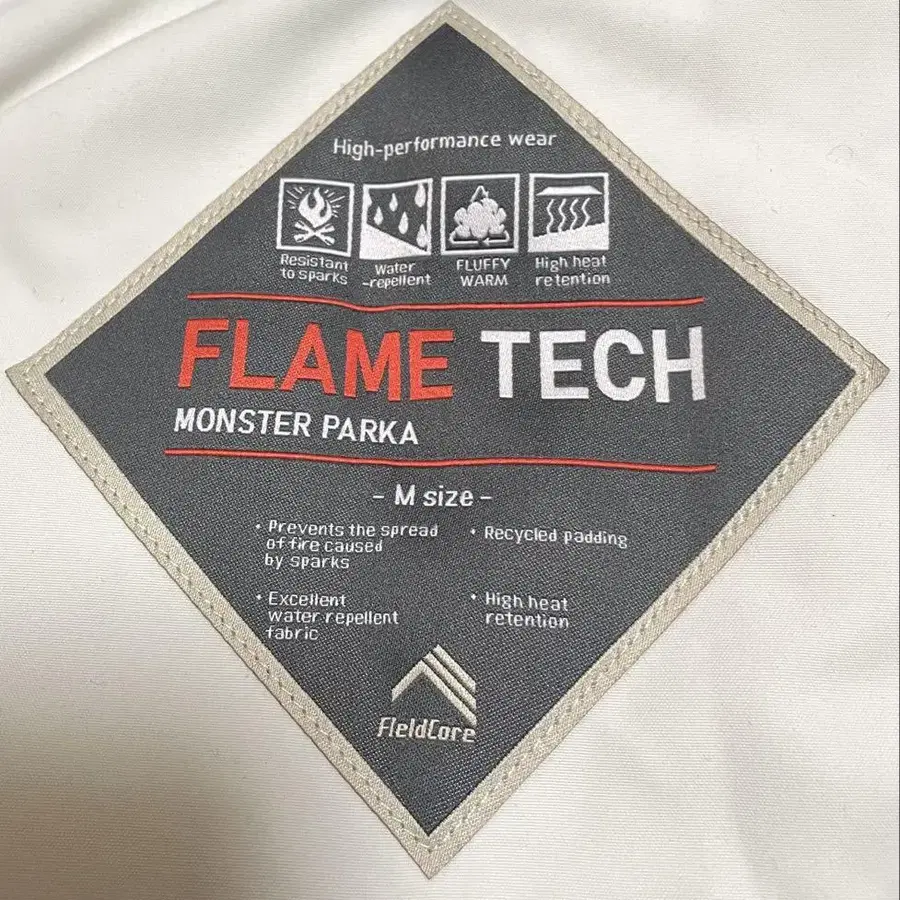 High-performance wear
Resistant to sparks
Water -repellent
FLUFFY WARM
High heat retention
FLAME TECH
MONSTER PARKA
- M size -
• Prevents the spread
of fire caused
by sparks
• Recycled padding
• Excellent
water repellent
fabric
• High heat
retention
FieldCore